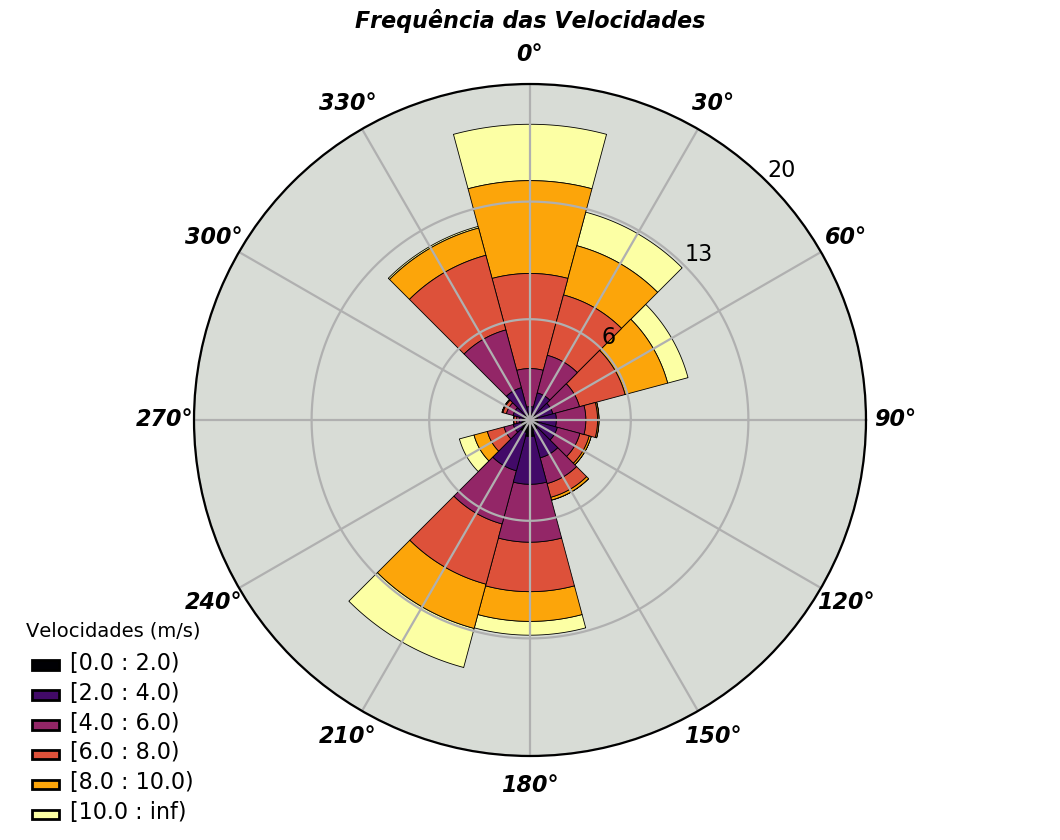 Frequência das Velocidades
0°
330°
30°
20
300°
60°
13
6
270°
90°
240°
120°
210°
150°
180°
Velocidades (m/s)
[0.0 : 2.0)
[2.0 : 4.0)
[4.0 : 6.0)
[6.0 : 8.0)
[8.0 : 10.0)
[10.0 : inf)